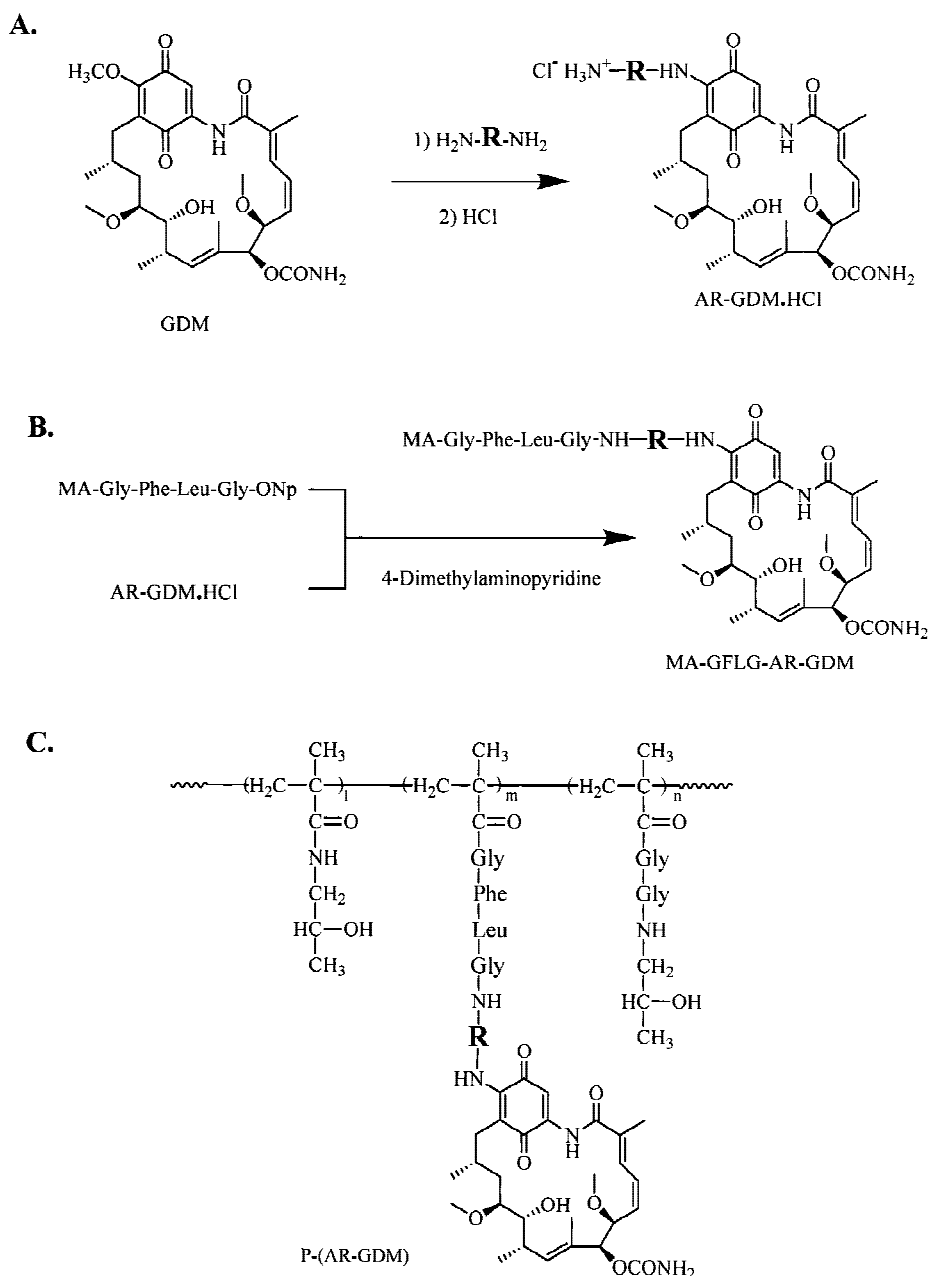 A.
O
H3CO
O
N
H
O
O
O
OH
O
OCONH2
GDM
1) H2N-R-NH2
2) HCl
Cl- H3N+-R-HN
O
O
N
H
O
O
O
OH
OCONH2
AR-GDM.HCl
B.
MA-Gly-Phe-Leu-Gly-ONp
AR-GDM.HCl
4-Dimethylaminopyridine
MA-Gly-Phe-Leu-Gly-NH-R-HN
O
O
N
H
O
O
O
OH
OCONH2
MA-GFLG-AR-GDM
C.
CH3 CH3 CH3
(H2C-C-)l (H2C-C-)m (H2C-C-)n
C=O C=O C=O
NH Gly Gly
CH2 Phe Gly
HC-OH Leu NH
CH3 Gly CH2
NH HC-OH
R CH3
HN
O
O
N
H
O
O
O
OH
OCONH2
P-(AR-GDM)